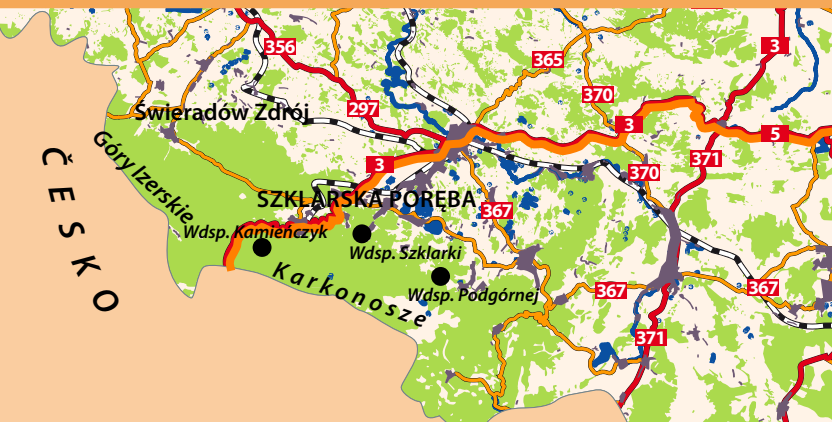 356
3
365
370
297
Świeradów Zdrój
3
5
371
3
370
Góry Izerskie
ČESKO
SZKLARSKA PORĘBA
367
Wdsp. Kamieńczyk
Wdsp. Szklarki
Karkonosze
Wdsp. Podgórnej
367
367
371